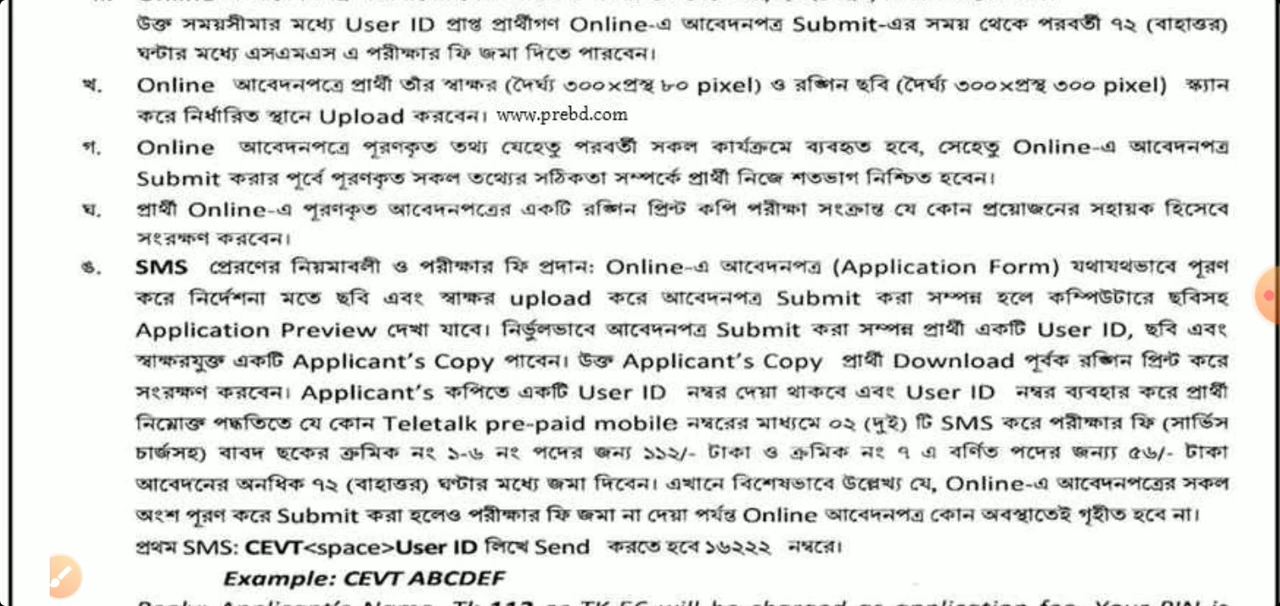 উক্ত সময়সীমার মধ্যে User ID প্রাপ্ত প্রার্থীগণ Online-এ আবেদনপত্র Submit-এর সময় থেকে পরবর্তী ৭২ (বাহাত্তর)
ঘন্টার মধ্যে এসএমএস এ পরীক্ষার ফি জমা দিতে পারবেন।
খ. Online আবেদনপত্রে প্রার্থী তাঁর স্বাক্ষর (দৈর্ঘ্য ৩০০×প্রস্থ ৮০ pixel) ও রঙ্গিন ছবি (দৈর্ঘ্য ৩০০×প্রস্থ ৩০০ pixel) স্ক্যান
করে নির্ধারিত স্থানে Upload করবেন। www.prebd.com
গ. Online আবেদনপত্রে পূরণকৃত তথ্য যেহেতু পরবর্তী সকল কার্যক্রমে ব্যবহৃত হবে, সেহেতু Online-এ আবেদনপত্র
Submit করার পূর্বে পূরণকৃত সকল তথ্যের সঠিকতা সম্পর্কে প্রার্থী নিজে শতভাগ নিশ্চিত হবেন।
ঘ. প্রার্থী Online-এ পূরণকৃত আবেদনপত্রের একটি রঙ্গিন প্রিন্ট কপি পরীক্ষা সংক্রান্ত যে কোন প্রয়োজনের সহায়ক হিসেবে
সংরক্ষণ করবেন।
ঙ. SMS প্রেরণের নিয়মাবলী ও পরীক্ষার ফি প্রদান: Online-এ আবেদনপত্র (Application Form) যথাযথভাবে পূরণ
করে নির্দেশনা মতে ছবি এবং স্বাক্ষর upload করে আবেদনপত্র Submit করা সম্পন্ন হলে কম্পিউটারে ছবিসহ
Application Preview দেখা যাবে। নির্ভুলভাবে আবেদনপত্র Submit করা সম্পন্ন প্রার্থী একটি User ID, ছবি এবং
স্বাক্ষরযুক্ত একটি Applicant's Copy পাবেন। উক্ত Applicant's Copy প্রার্থী Download পূর্বক রঙ্গিন প্রিন্ট করে
সংরক্ষণ করবেন। Applicant's কপিতে একটি User ID নম্বর দেয়া থাকবে এবং User ID নম্বর ব্যবহার করে প্রার্থী
নিম্নোক্ত পদ্ধতিতে যে কোন Teletalk pre-paid mobile নম্বরের মাধ্যমে ০২ (দুই) টি SMS করে পরীক্ষার ফি (সার্ভিস
চার্জসহ) বাবদ ছকের ক্রমিক নং ১-৬ নং পদের জন্য ১১২/- টাকা ও ক্রমিক নং ৭ এ বর্ণিত পদের জন্য্য ৫৬/- টাকা
আবেদনের অনধিক ৭২ (বাহাত্তর) ঘণ্টার মধ্যে জমা দিবেন। এখানে বিশেষভাবে উল্লেখ্য যে, Online-এ আবেদনপত্রের সকল
অংশ পূরণ করে Submit করা হলেও পরীক্ষার ফি জমা না দেয়া পর্যন্ত Online আবেদনপত্র কোন অবস্থাতেই গৃহীত হবে না।
প্রথম SMS: CEVT<space>User ID লিখে Send করতে হবে ১৬২২২ নম্বরে।
Example: CEVT ABCDEF